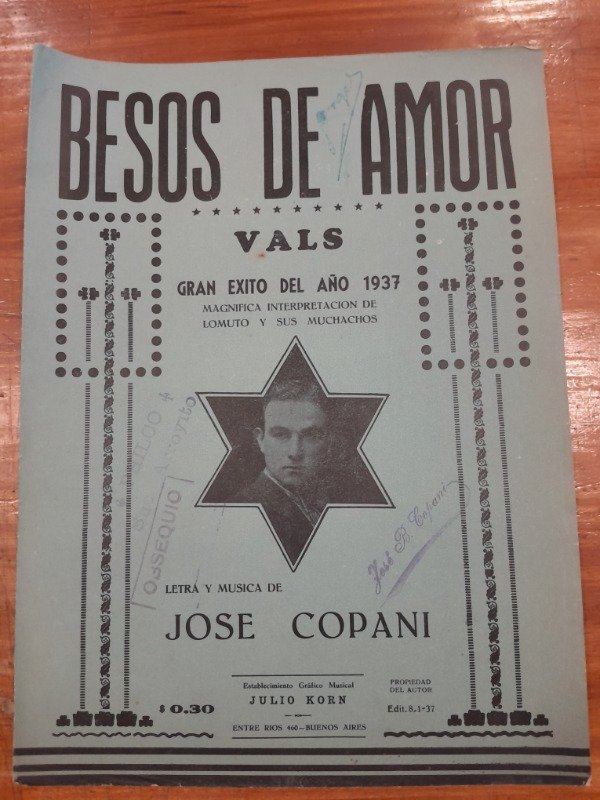 BESOS DE AMOR
VALS
GRAN EXITO DEL AÑO 1937
MAGNIFICA INTERPRETACION DE
LOMUTO Y SUS MUCHACHOS
OBSEQUIO
José B. Copani
LETRA Y MUSICA DE
JOSE COPANI
$ 0.30
Establecimiento Gráfico Musical
JULIO KORN
ENTRE RIOS 460-BUENOS AIRES
PROPIEDAD
DEL AUTOR
Edit. 8-1-37